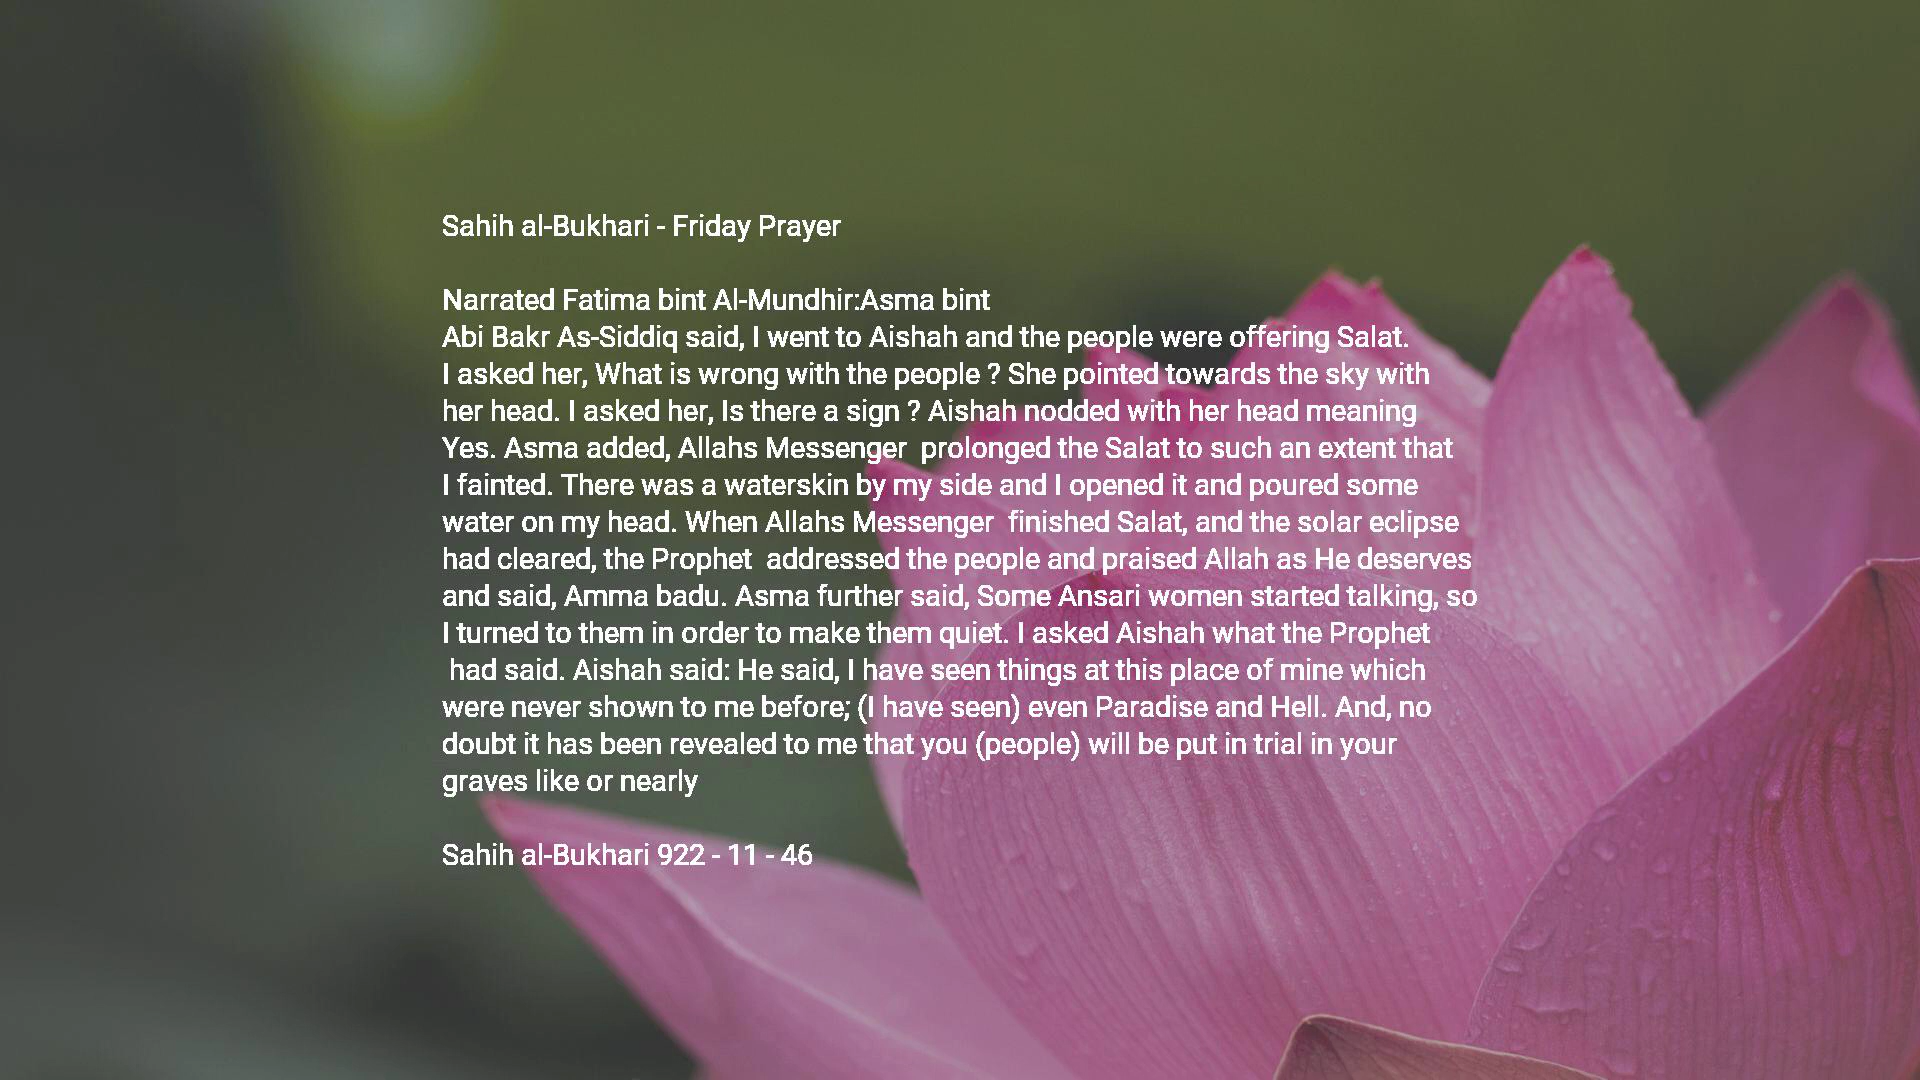 Sahih al-Bukhari - Friday Prayer
Narrated Fatima bint Al-Mundhir:Asma bint
Abi Bakr As-Siddiq said, I went to Aishah and the people were offering Salat.
I asked her, What is wrong with the people ? She pointed towards the sky with
her head. I asked her, Is there a sign ? Aishah nodded with her head meaning
Yes. Asma added, Allahs Messenger  prolonged the Salat to such an extent that
I fainted. There was a waterskin by my side and I opened it and poured some
water on my head. When Allahs Messenger  finished Salat, and the solar eclipse
had cleared, the Prophet  addressed the people and praised Allah as He deserves
and said, Amma badu. Asma further said, Some Ansari women started talking, so
I turned to them in order to make them quiet. I asked Aishah what the Prophet
had said. Aishah said: He said, I have seen things at this place of mine which
were never shown to me before; (I have seen) even Paradise and Hell. And, no
doubt it has been revealed to me that you (people) will be put in trial in your
graves like or nearly
Sahih al-Bukhari 922 - 11 - 46